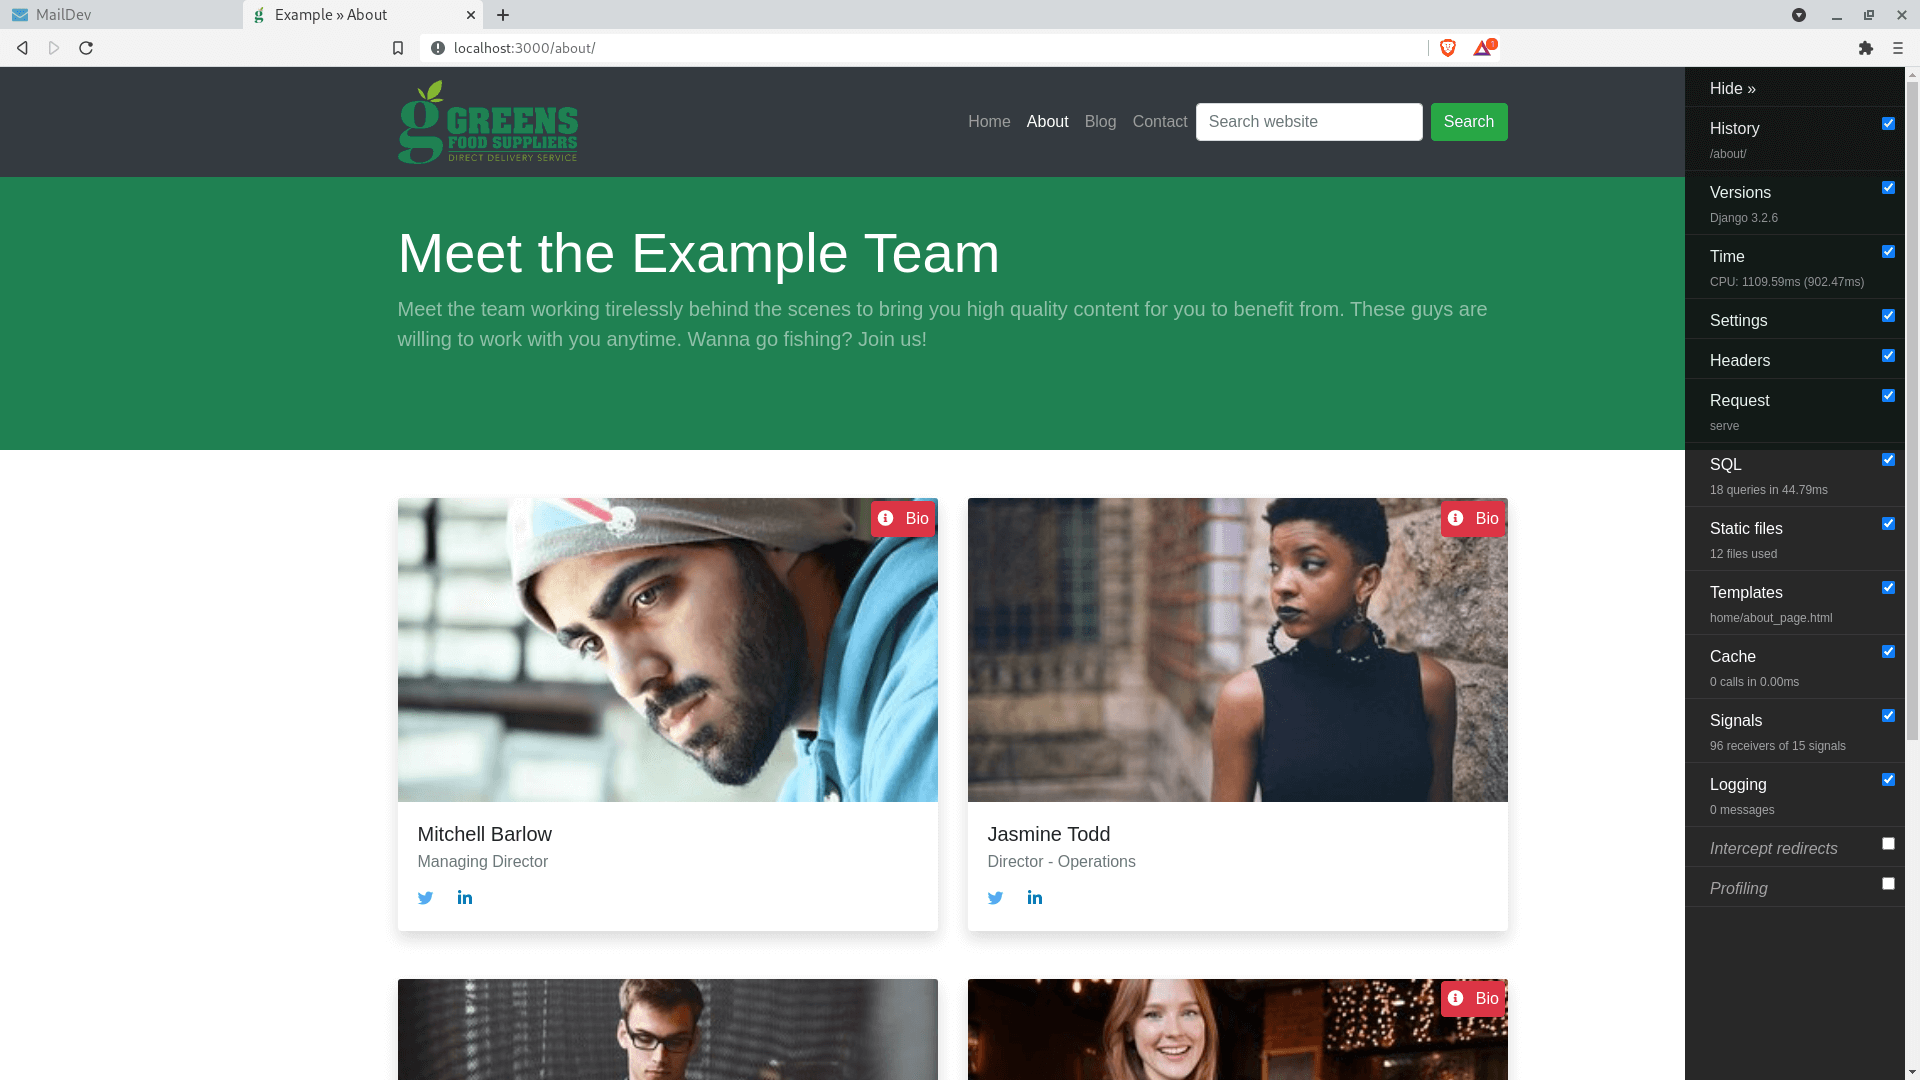 MailDev
Example » About
localhost:3000/about/
1
GREENS
FOOD SUPPLIERS
DIRECT DELIVERY SERVICE
Home About Blog Contact Search website Search
Meet the Example Team
Meet the team working tirelessly behind the scenes to bring you high quality content for you to benefit from. These guys are
willing to work with you anytime. Wanna go fishing? Join us!
Bio
Mitchell Barlow
Managing Director
Bio
Jasmine Todd
Director - Operations
Bio
Hide »
History
/about/
Versions
Django 3.2.6
Time
CPU: 1109.59ms (902.47ms)
Settings
Headers
Request
serve
SQL
18 queries in 44.79ms
Static files
12 files used
Templates
home/about_page.html
Cache
0 calls in 0.00ms
Signals
96 receivers of 15 signals
Logging
0 messages
Intercept redirects
Profiling